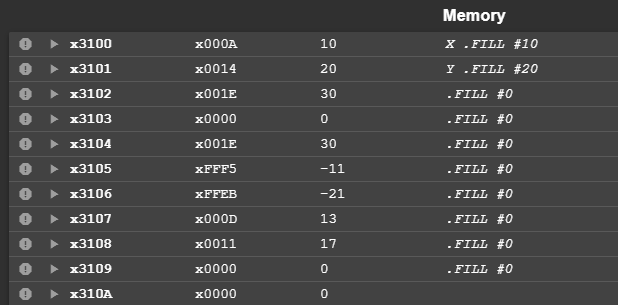 Memory
x3100 x000A 10 X .FILL #10
x3101 x0014 20 Y .FILL #20
x3102 x001E 30 .FILL #0
x3103 x0000 0 .FILL #0
x3104 x001E 30 .FILL #0
x3105 xFFF5 -11 .FILL #0
x3106 xFFEB -21 .FILL #0
x3107 x000D 13 .FILL #0
x3108 x0011 17 .FILL #0
x3109 x0000 0 .FILL #0
x310A x0000 0